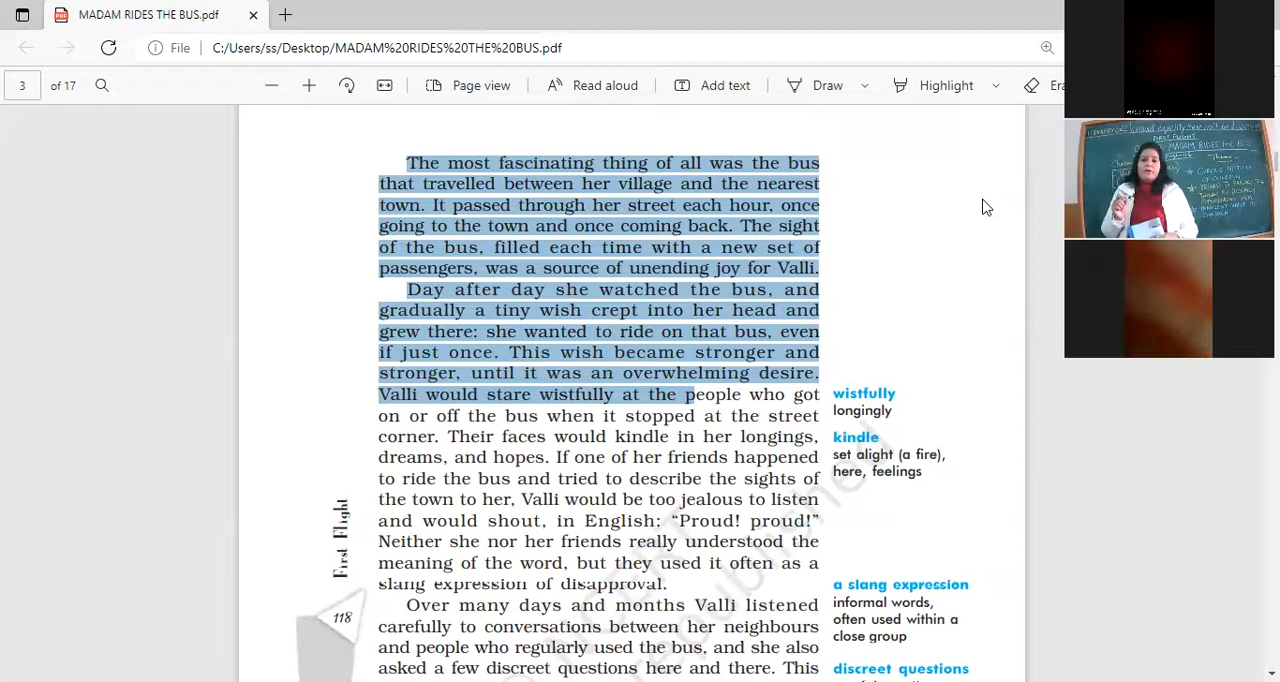 MADAM RIDES THE BUS.pdf
File
C:/Users/ss/Desktop/MADAM%20RIDES%20THE%20BUS.pdf
3 of 17
Page view
Read aloud
Add text
Draw
Highlight
Era
The most fascinating thing of all was the bus
that travelled between her village and the nearest
town. It passed through her street each hour, once
going to the town and once coming back. The sight
of the bus, filled each time with a new set of
passengers, was a source of unending joy for Valli.
Day after day she watched the bus, and
gradually a tiny wish crept into her head and
grew there: she wanted to ride on that bus, even
if just once. This wish became stronger and
stronger, until it was an overwhelming desire.
Valli would stare wistfully at the people who got
on or off the bus when it stopped at the street
corner. Their faces would kindle in her longings,
dreams, and hopes. If one of her friends happened
to ride the bus and tried to describe the sights of
the town to her, Valli would be too jealous to listen
and would shout, in English: “Proud! proud!”
Neither she nor her friends really understood the
meaning of the word, but they used it often as a
slang expression of disapproval.
Over many days and months Valli listened
carefully to conversations between her neighbours
and people who regularly used the bus, and she also
asked a few discreet questions here and there. This
wistfully
longingly
kindle
set alight (a fire),
here, feelings
a slang expression
informal words,
often used within a
close group
discreet questions
First Flight
118
© NCERT
republished
FIRST FLIGHT
MADAM RIDES THE BUS
Theme